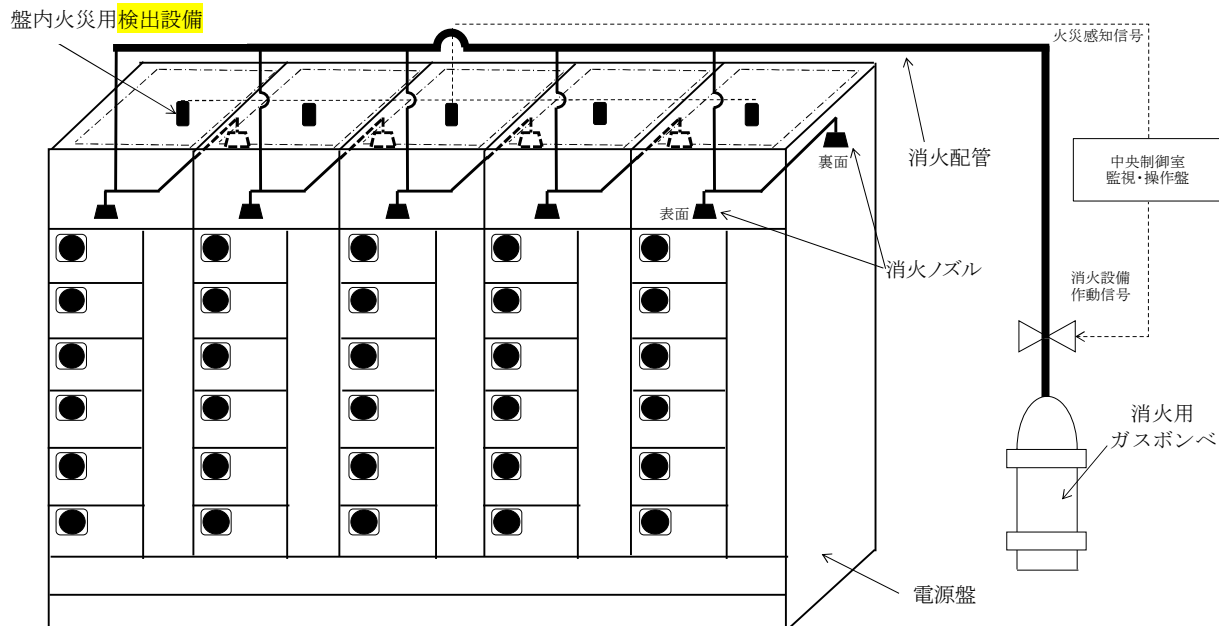 盤内火災用検出設備
火災感知信号
消火配管
裏面
中央制御室
監視・操作盤
表面
消火ノズル
消火設備
作動信号
消火用
ガスボンベ
電源盤